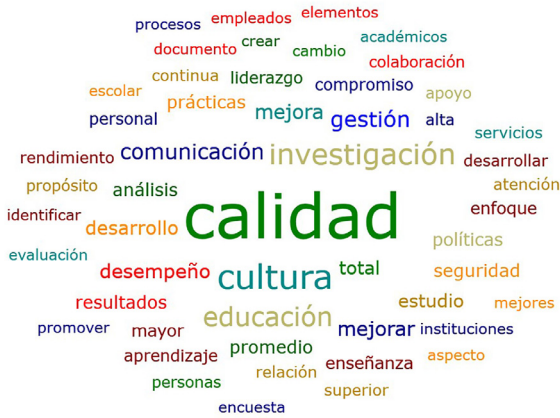 procesos empleados elementos
documento crear cambio académicos
continua liderazgo colaboración
escolar prácticas mejora compromiso apoyo
personal gestión alta servicios
rendimiento comunicación investigación desarrollar
propósito análisis atención
identificar desarrollo calidad enfoque
evaluación políticas
desempeño cultura total seguridad
resultados educación estudio mejores
promover mayor mejorar instituciones
aprendizaje promedio enseñanza aspecto
personas relación superior
encuesta